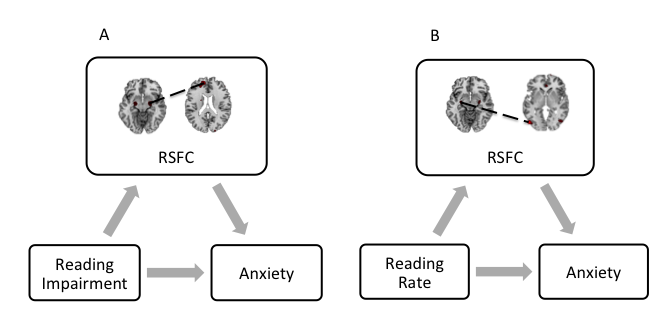 A
RSFC
Reading
Impairment
Anxiety
B
RSFC
Reading
Rate
Anxiety